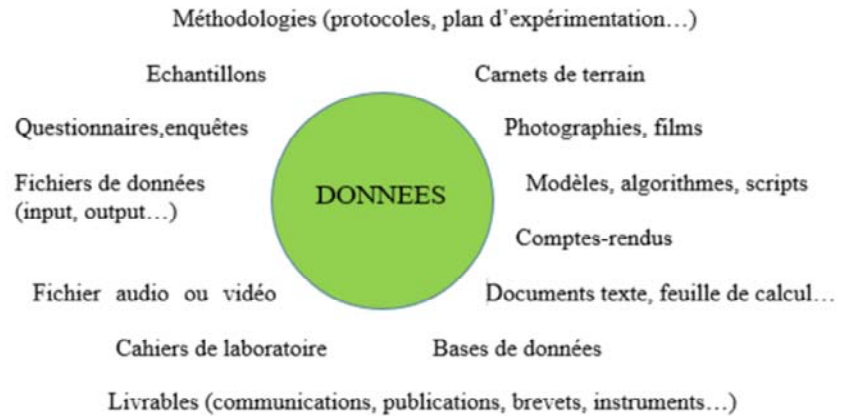 Méthodologies (protocoles, plan d'expérimentation…)
Echantillons
Carnets de terrain
Questionnaires,enquêtes
Photographies, films
Fichiers de données
(input, output…)
DONNEES
Modèles, algorithmes, scripts
Comptes-rendus
Fichier audio ou vidéo
Documents texte, feuille de calcul…
Cahiers de laboratoire
Bases de données
Livrables (communications, publications, brevets, instruments…)